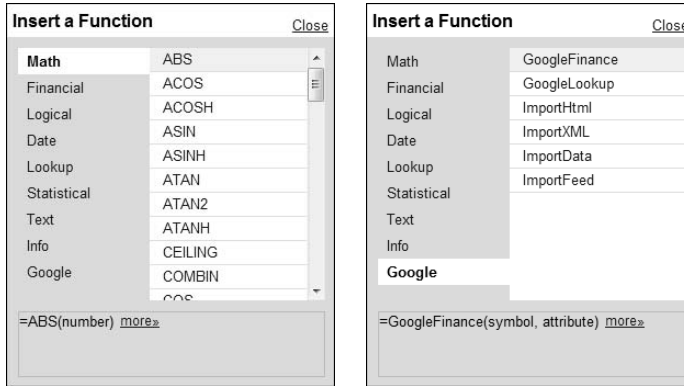 Insert a Function Close
Math
Financial
Logical
Date
Lookup
Statistical
Text
Info
Google
ABS
ACOS
ACOSH
ASIN
ASINH
ATAN
ATAN2
ATANH
CEILING
COMBIN
COS
=ABS(number) more»
Insert a Function Close
Math
Financial
Logical
Date
Lookup
Statistical
Text
Info
Google
GoogleFinance
GoogleLookup
ImportHtml
ImportXML
ImportData
ImportFeed
=GoogleFinance(symbol, attribute) more»